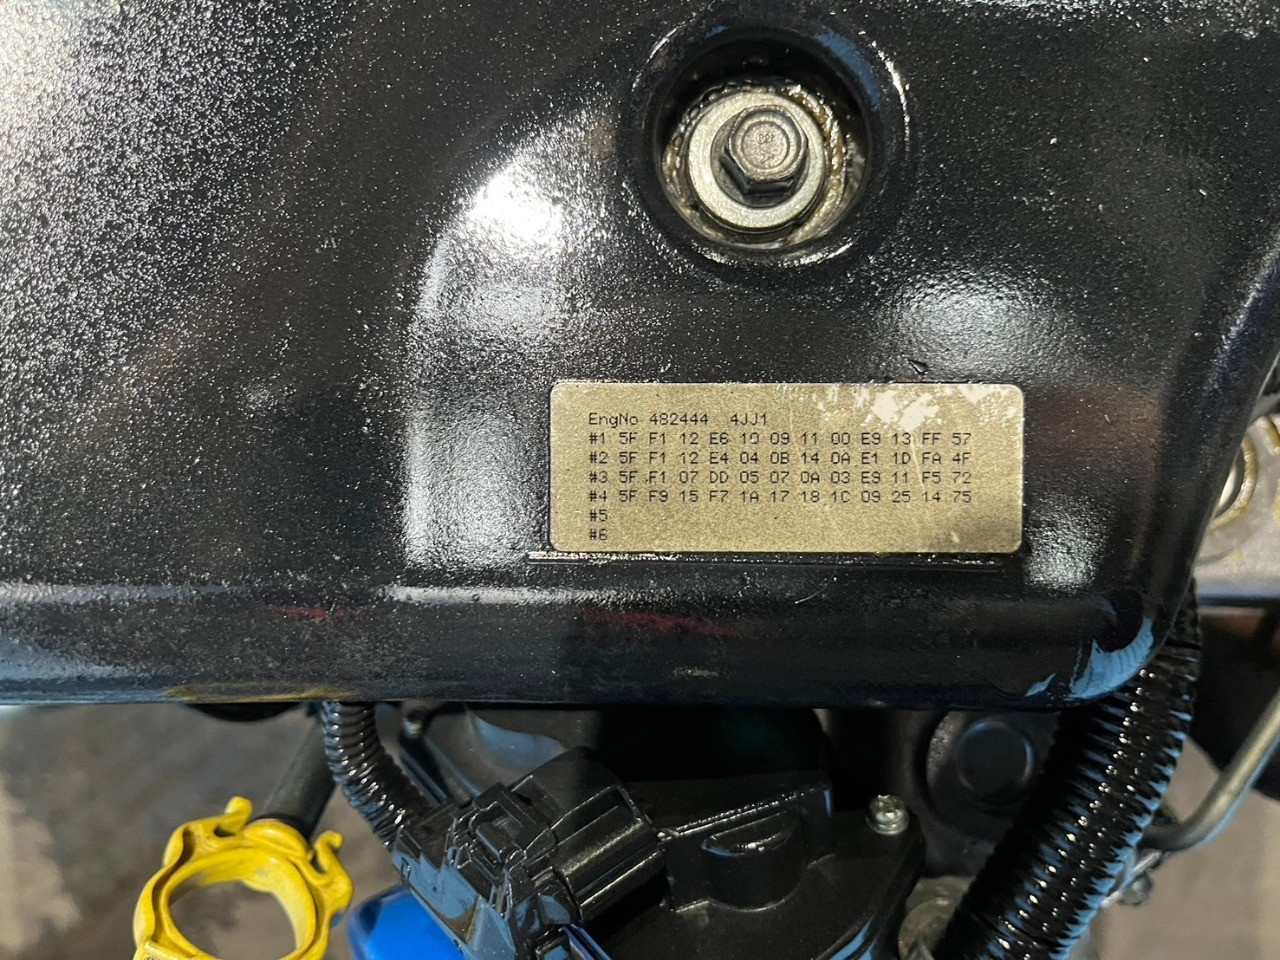 EngNo 482444 4JJ1
#1 5F F1 12 E6 10 09 11 00 E9 13 FF 57
#2 5F F1 12 E4 04 0B 14 0A E1 1D FA 4F
#3 5F F1 07 DD 05 07 0A 03 E9 11 F5 72
#4 5F F9 15 F7 1A 17 18 1C 09 25 14 75
#5
#6